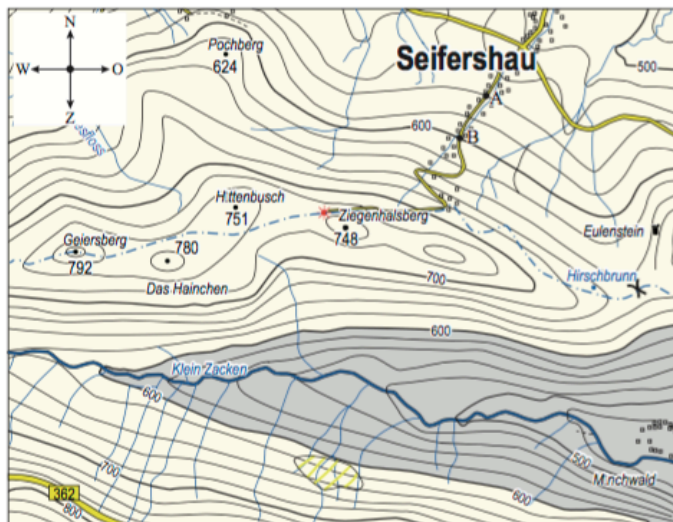 N
W
O
Z
Pochberg
624
Seifershau
500
A
B
600
Hittenbusch
751
Ziegenhalsberg
748
Eulenstein
Geiersberg
792
780
Das Hainchen
700
Hirschbrunn
600
Klein Zacken
600
700
500
M nchwald
600
362
800